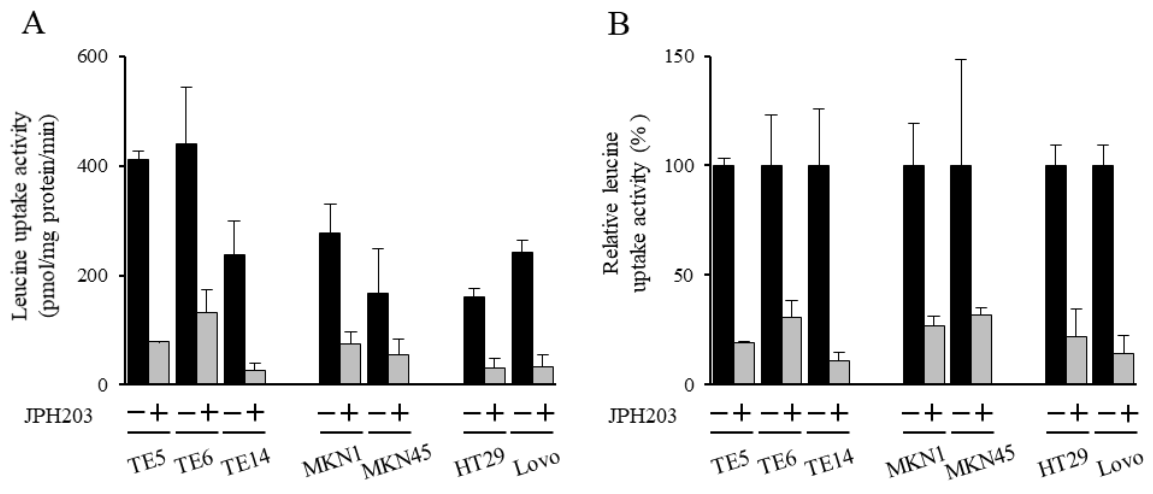 A
B
Leucine uptake activity
(pmol/mg protein/min)
600
400
200
0
JPH203
− + − + − + − + − + − + − +
TE5 TE6 TE14 MKN1 MKN45 HT29 Lovo
Relative leucine
uptake activity (%)
150
100
50
0
JPH203
− + − + − + − + − + − + − +
TE5 TE6 TE14 MKN1 MKN45 HT29 Lovo